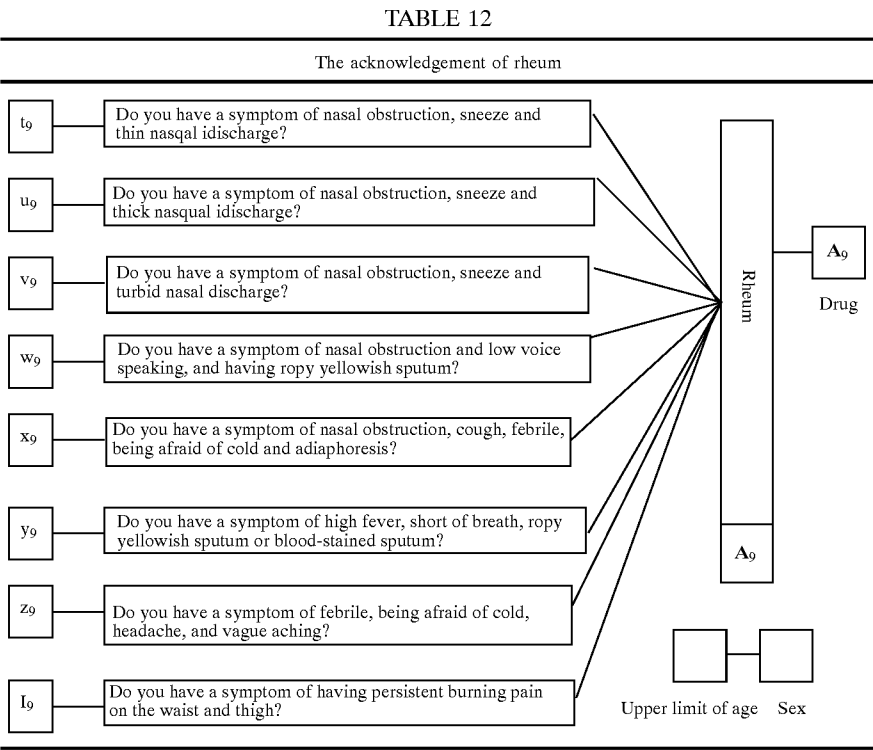 TABLE 12
The acknowledgement of rheum
t9
Do you have a symptom of nasal obstruction, sneeze and
thin nasqal idischarge?
u9
Do you have a symptom of nasal obstruction, sneeze and
thick nasqual idischarge?
v9
Do you have a symptom of nasal obstruction, sneeze and
turbid nasal discharge?
w9
Do you have a symptom of nasal obstruction and low voice
speaking, and having ropy yellowish sputum?
x9
Do you have a symptom of nasal obstruction, cough, febrile,
being afraid of cold and adiaphoresis?
y9
Do you have a symptom of high fever, short of breath, ropy
yellowish sputum or blood-stained sputum?
z9
Do you have a symptom of febrile, being afraid of cold,
headache, and vague aching?
I9
Do you have a symptom of having persistent burning pain
on the waist and thigh?
Rheum
A9
A9
Drug
Upper limit of age
Sex